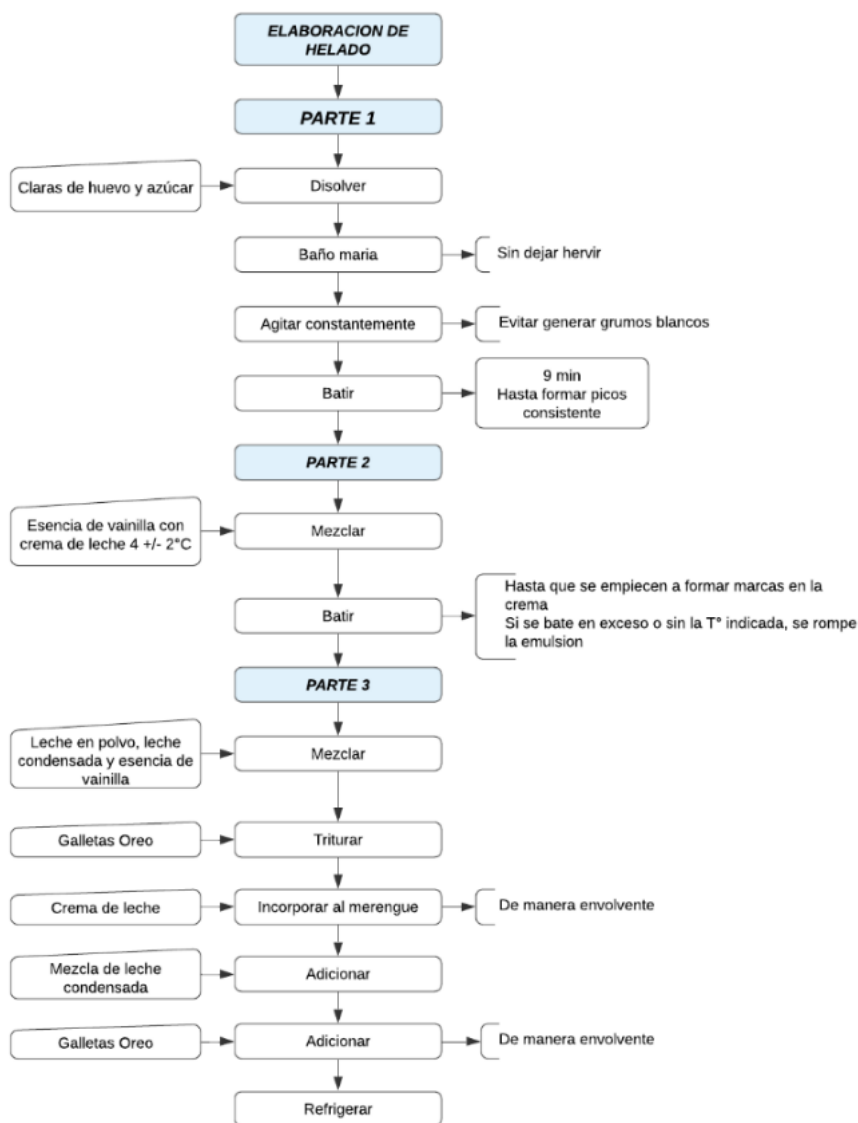 ELABORACION DE
HELADO
PARTE 1
Claras de huevo y azúcar
Disolver
Baño maria
Sin dejar hervir
Agitar constantemente
Evitar generar grumos blancos
Batir
9 min
Hasta formar picos
consistente
PARTE 2
Esencia de vainilla con
crema de leche 4 +/- 2°C
Mezclar
Batir
Hasta que se empiecen a formar marcas en la
crema
Si se bate en exceso o sin la T° indicada, se rompe
la emulsion
PARTE 3
Leche en polvo, leche
condensada y esencia de
vainilla
Mezclar
Galletas Oreo
Triturar
Crema de leche
Incorporar al merengue
De manera envolvente
Mezcla de leche
condensada
Adicionar
Galletas Oreo
Adicionar
De manera envolvente
Refrigerar